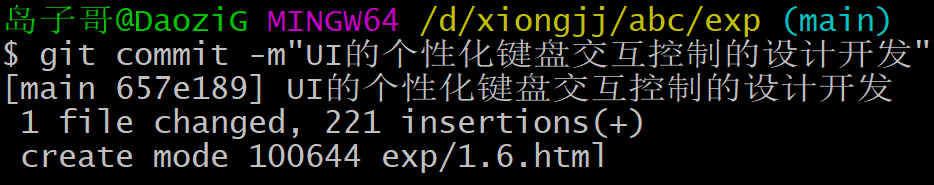 岛子哥@DaoziG MINGW64 /d/xiongjj/abc/exp (main)
$ git commit -m"UI的个性化键盘交互控制的设计开发"
[main 657e189] UI的个性化键盘交互控制的设计开发
 1 file changed, 221 insertions(+)
 create mode 100644 exp/1.6.html